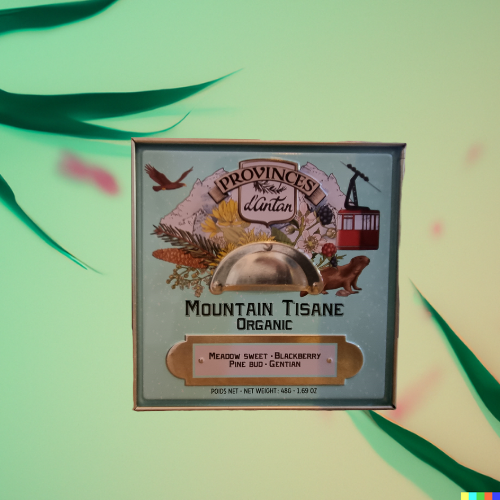 PROVINCES
d'antan
MOUNTAIN TISANE
ORGANIC
MEADOW SWEET • BLACKBERRY
PINE BUD • GENTIAN
POIDS NET - NET WEIGHT : 48G - 1.69 OZ